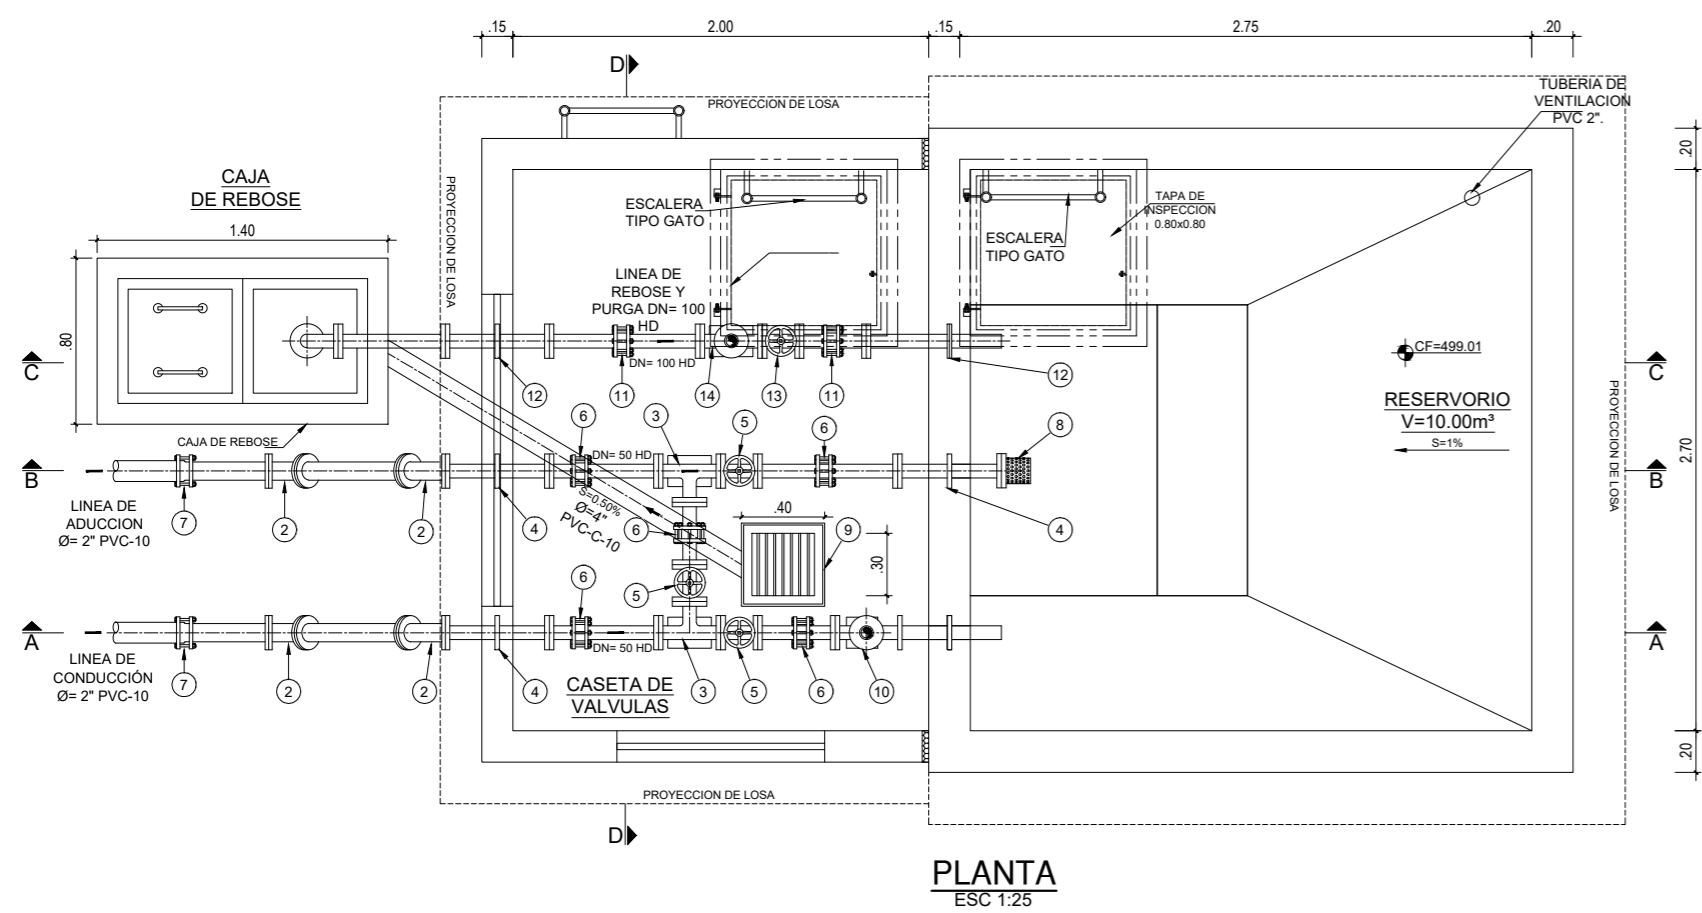 .15
2.00
.15
2.75
.20
D
PROYECCION DE LOSA
TUBERIA DE
VENTILACION
PVC 2".
.20
CAJA
DE REBOSE
1.40
.80
PROYECCION DE LOSA
PROYECCION DE LOSA
ESCALERA
TIPO GATO
TAPA DE
INSPECCION
0.80x0.80
ESCALERA
TIPO GATO
LINEA DE
REBOSE Y
PURGA DN= 100
HD
DN= 100 HD
C
12
11
14
13
11
12
CF=499.01
C
RESERVORIO
V=10.00m³
S=1%
PROYECCION DE LOSA
2.70
CAJA DE REBOSE
6
3
5
6
8
B
DN= 50 HD
B
LINEA DE
ADUCCION
Ø= 2" PVC-10
7
2
2
4
S=0.50%
Ø=4"
PVC-C-10
6
.40
.30
9
4
6
5
A
DN= 50 HD
A
LINEA DE
CONDUCCIÓN
Ø= 2" PVC-10
7
2
2
4
CASETA DE
VALVULAS
3
5
6
10
.20
PROYECCION DE LOSA
D
PLANTA
ESC 1:25